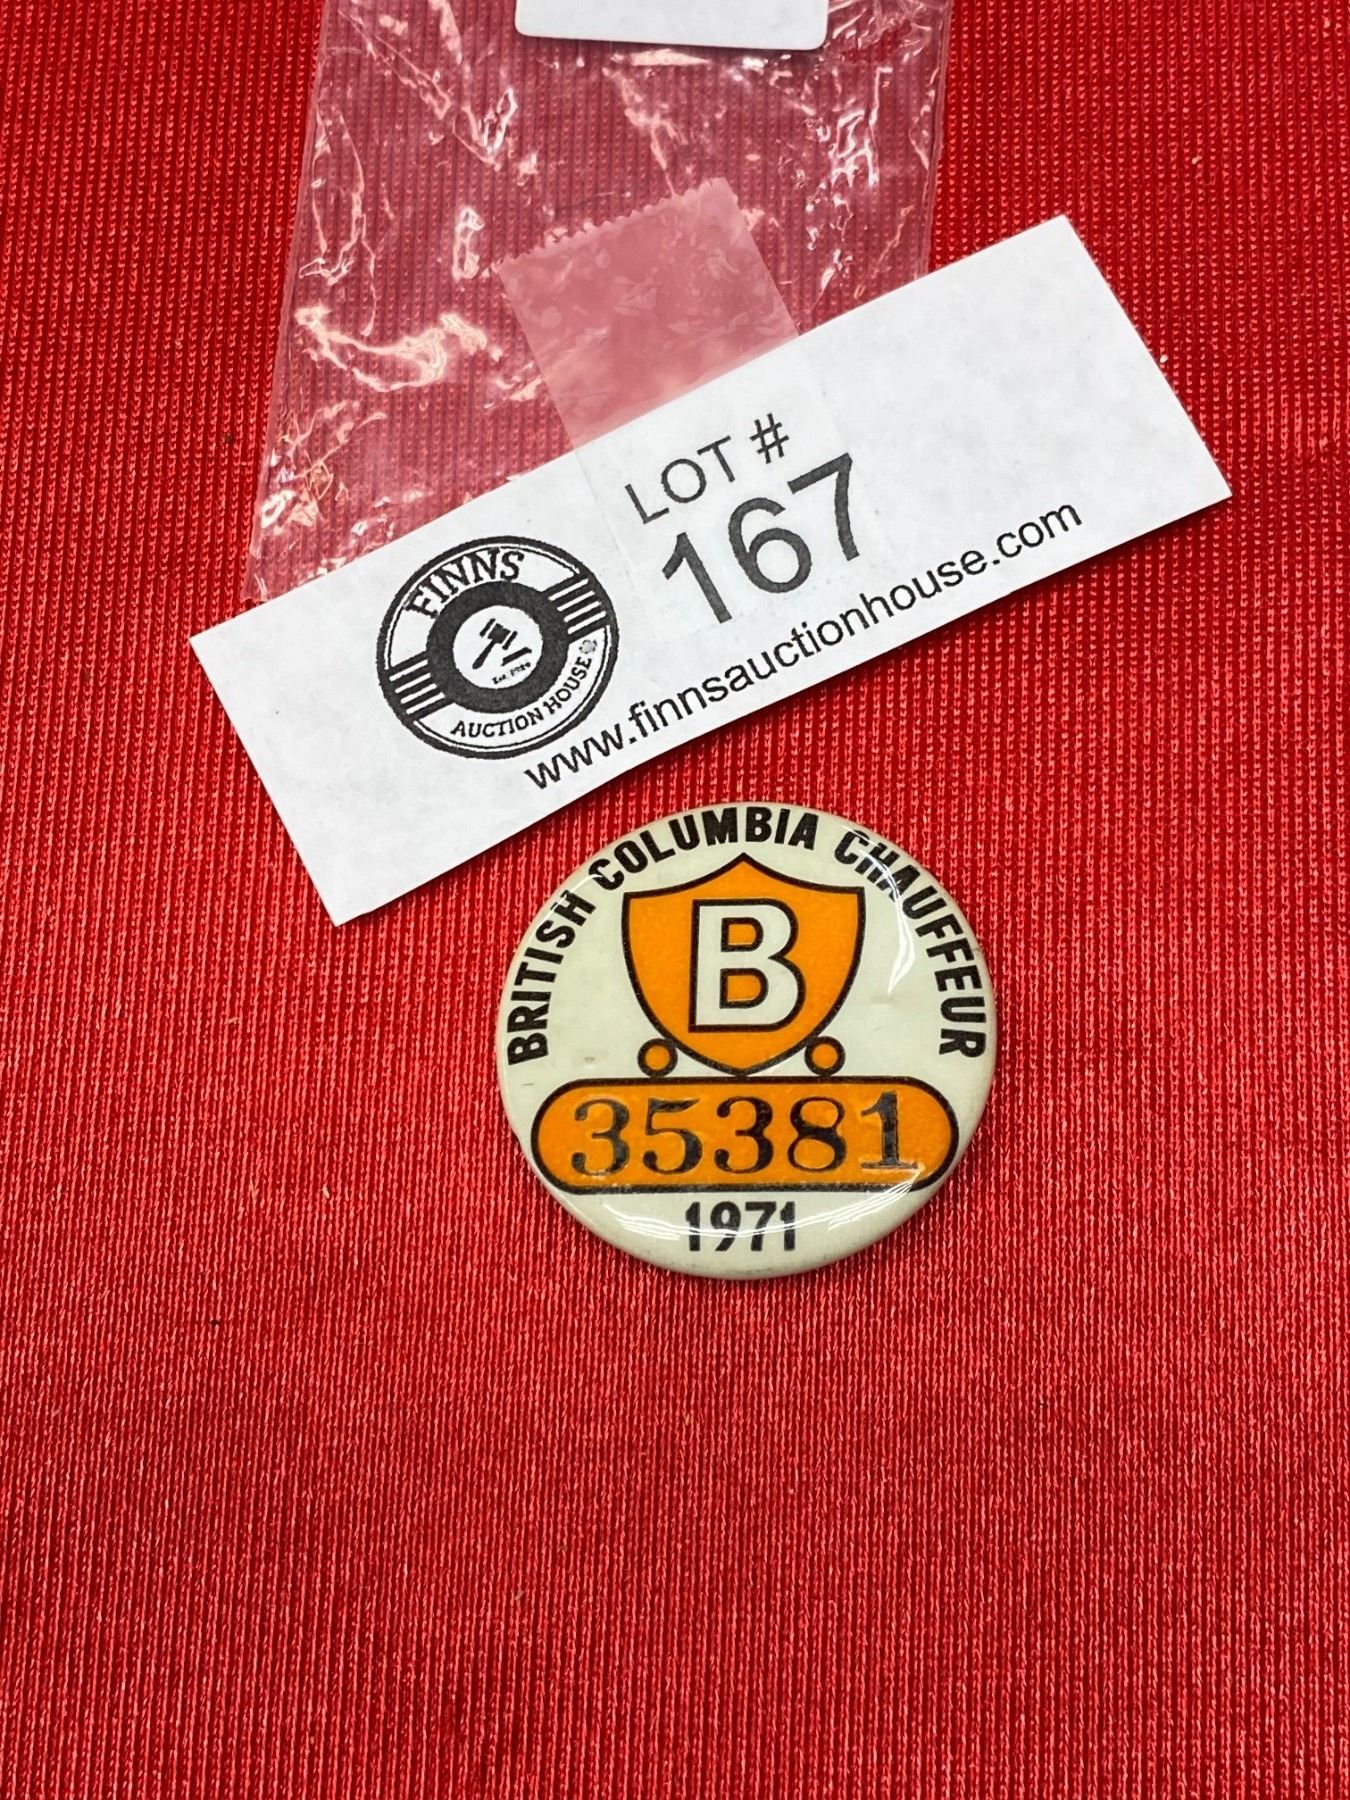 LOT #
167
FINNS
AUCTION HOUSE
www.finnsauctionhouse.com
BRITISH COLUMBIA CHAUFFEUR
B
35381
1971